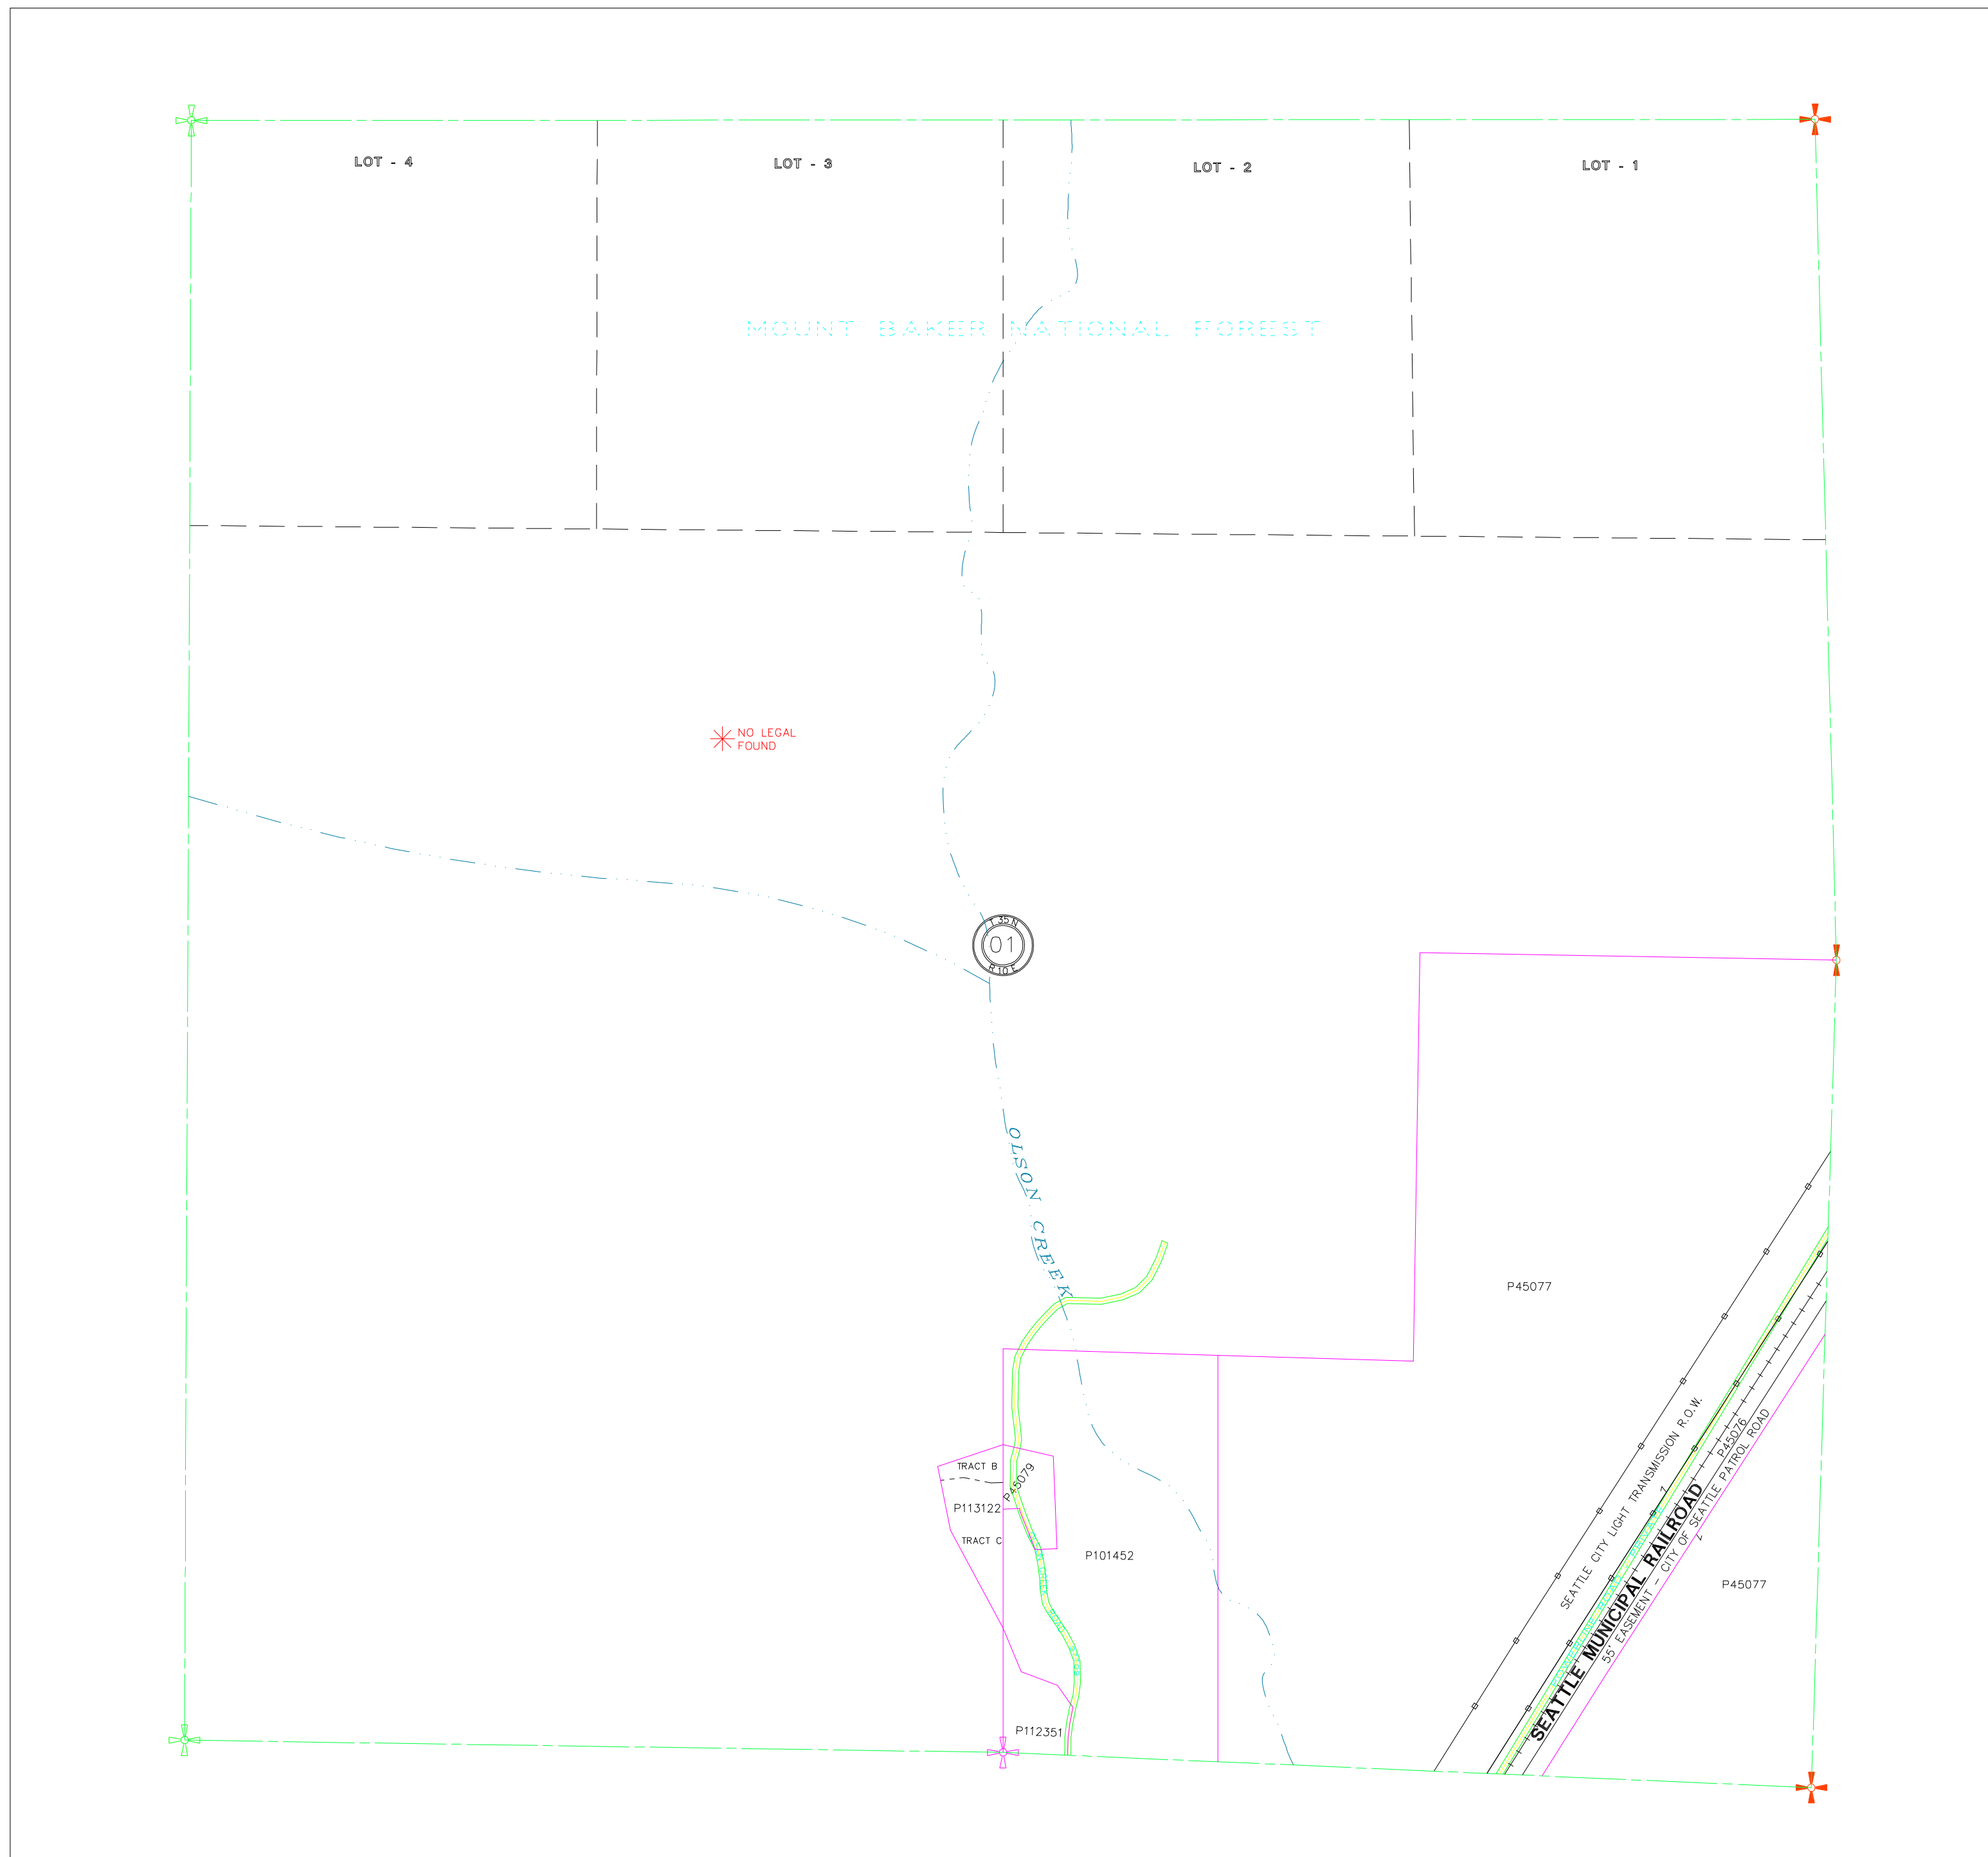 LOT - 4
LOT - 3
LOT - 2
LOT - 1
MOUNT BAKER NATIONAL FOREST
NO LEGAL
FOUND
T 35 N
01
R 10 E
OLSON CREEK
P45077
SEATTLE CITY LIGHT TRANSMISSION R.O.W.
P45076
SEATTLE MUNICIPAL RAILROAD
55' EASEMENT - CITY OF SEATTLE PATROL ROAD
TRACT B
P45079
P113122
TRACT C
P101452
P45077
P112351